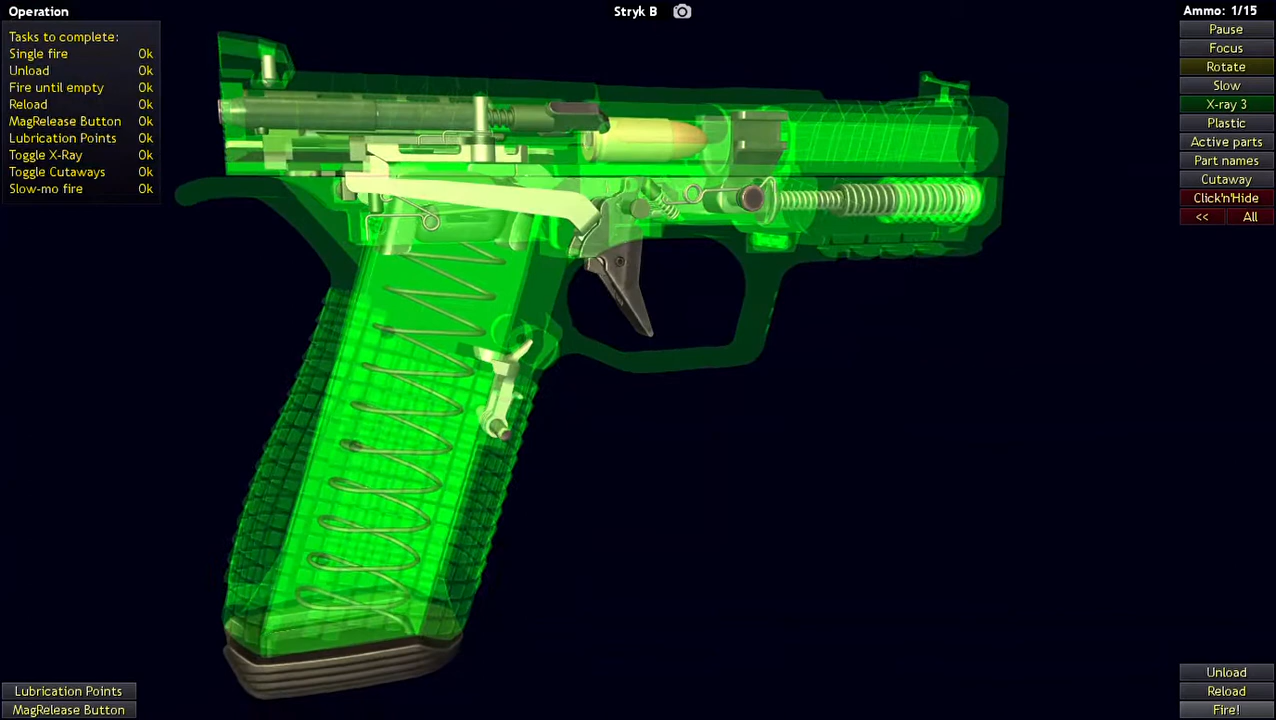 Operation
Stryk B
Ammo: 1/15
Tasks to complete:
Single fire Ok
Unload Ok
Fire until empty Ok
Reload Ok
MagRelease Button Ok
Lubrication Points Ok
Toggle X-Ray Ok
Toggle Cutaways Ok
Slow-mo fire Ok
Pause
Focus
Rotate
Slow
X-ray 3
Plastic
Active parts
Part names
Cutaway
Click'n'Hide
<< All
Lubrication Points
MagRelease Button
Unload
Reload
Fire!